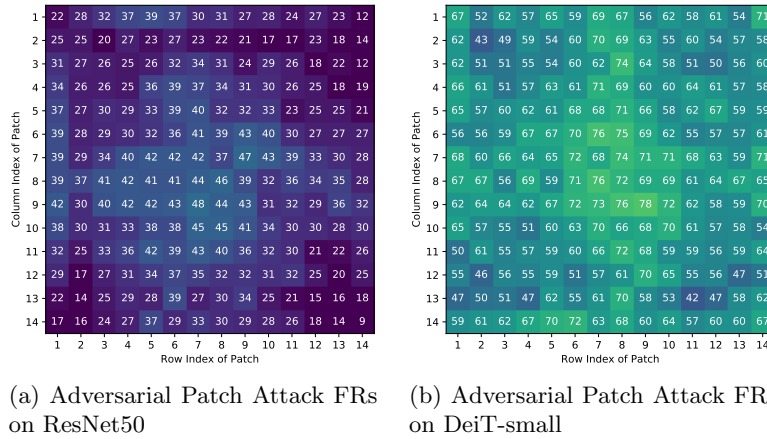 1 22 28 32 37 39 37 30 31 27 28 24 27 23 12
2 25 25 20 27 23 27 23 22 21 17 17 23 18 14
3 31 27 26 25 26 32 34 31 24 29 26 18 22 12
4 34 26 26 25 36 39 37 34 31 27 31 25 18 19
5 37 27 30 29 33 39 40 32 32 33 23 25 25 21
6 39 28 29 30 32 36 41 39 43 40 30 27 27 27
7 39 29 34 40 42 42 42 37 47 43 39 33 30 28
8 39 37 41 42 41 41 44 46 39 32 36 34 35 28
9 42 30 40 42 42 43 48 44 43 31 32 29 36 32
10 38 30 31 33 38 38 45 45 41 34 30 30 28 30
11 32 25 33 36 42 39 43 40 36 32 30 21 22 26
12 29 17 27 31 34 37 35 32 32 31 32 25 20 25
13 22 14 25 29 28 39 27 30 34 25 21 15 16 18
14 17 16 24 27 37 29 33 30 29 28 26 18 14 9
1 2 3 4 5 6 7 8 9 10 11 12 13 14
Row Index of Patch
Column Index of Patch
(a) Adversarial Patch Attack FRs
on ResNet50
1 67 52 62 57 65 59 69 67 56 62 58 61 54 71
2 62 43 49 59 54 60 70 69 63 55 60 54 57 58
3 62 51 51 55 54 60 62 74 64 58 51 50 56 60
4 66 61 51 57 63 61 71 71 60 57 58 60 55 59
5 65 57 60 62 61 68 68 71 66 58 62 67 59 59
6 56 56 59 67 67 70 76 75 69 62 55 57 57 61
7 68 60 66 64 65 72 68 74 71 71 68 63 59 71
8 67 67 56 69 59 71 76 72 69 69 61 64 67 65
9 62 64 64 62 67 72 73 76 78 72 62 58 59 70
10 65 57 55 51 60 63 70 66 68 70 61 57 58 54
11 50 61 55 57 59 60 66 72 68 59 59 56 59 64
12 55 46 56 55 59 51 57 61 70 65 55 56 47 51
13 47 50 51 47 62 55 61 70 58 53 42 47 58 62
14 59 61 62 67 70 72 63 68 60 64 57 60 60 67
1 2 3 4 5 6 7 8 9 10 11 12 13 14
Row Index of Patch
Column Index of Patch
(b) Adversarial Patch Attack FR
on DeiT-small